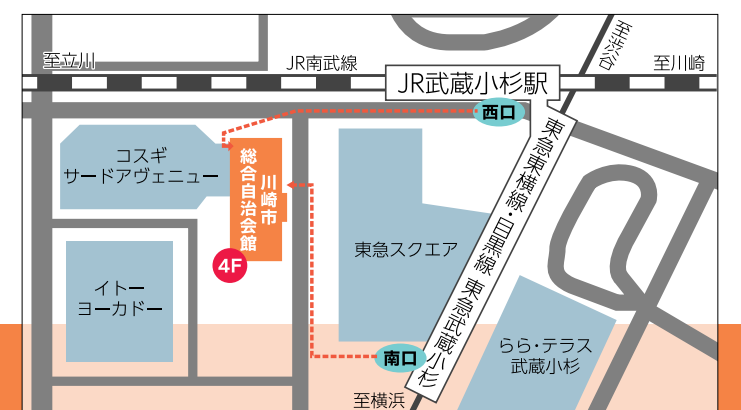 至渋谷
至立川
JR南武線
至川崎
JR武蔵小杉駅
西口
コスギ
サードアヴェニュー
川崎市
総合自治会館
4F
東急東横線・目黒線 東急武蔵小杉
東急スクエア
イトー
ヨーカドー
南口
らら・テラス
武蔵小杉
至横浜